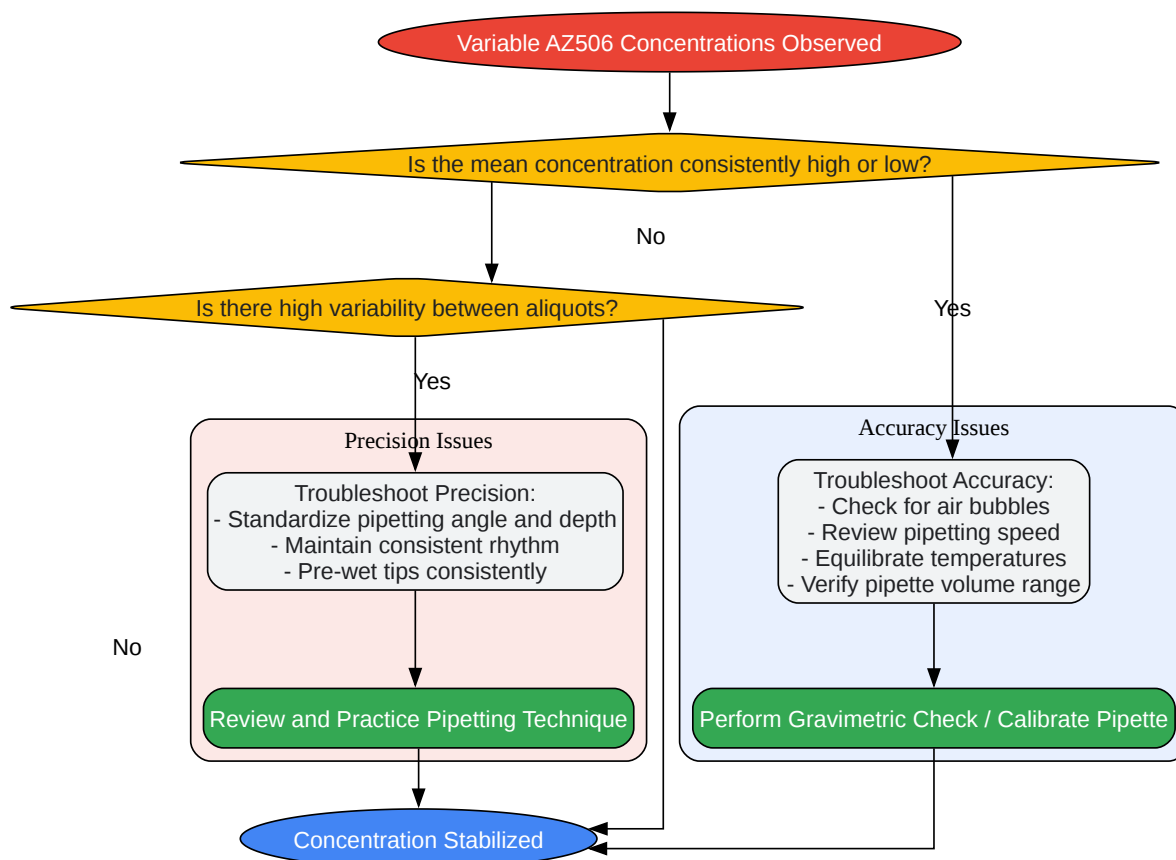 Variable AZ506 Concentrations Observed
Is the mean concentration consistently high or low?
No
Is there high variability between aliquots?
Yes
Yes
Precision Issues
Accuracy Issues
Troubleshoot Precision:
- Standardize pipetting angle and depth
- Maintain consistent rhythm
- Pre-wet tips consistently
Troubleshoot Accuracy:
- Check for air bubbles
- Review pipetting speed
- Equilibrate temperatures
- Verify pipette volume range
No
Review and Practice Pipetting Technique
Perform Gravimetric Check / Calibrate Pipette
Concentration Stabilized